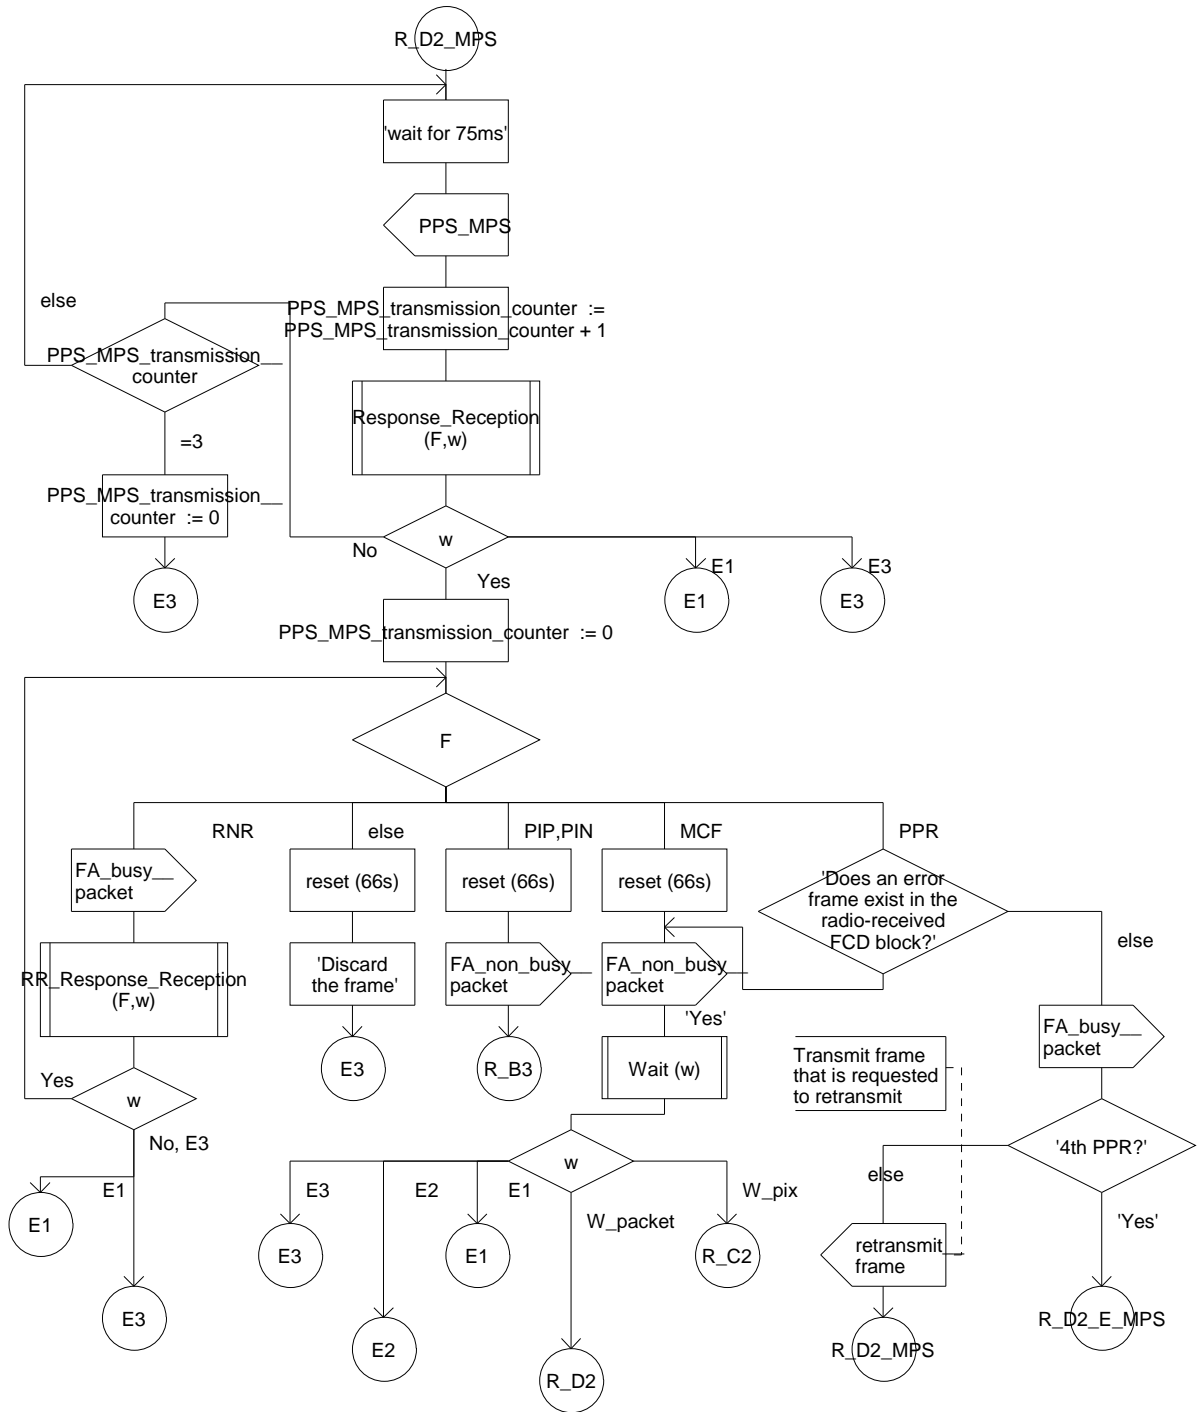 R_D2_MPS
'wait for 75ms'
PPS_MPS
else
PPS_MPS_transmission_counter :=
PPS_MPS_transmission_counter + 1
PPS_MPS_transmission__
counter
Response_Reception
(F,w)
=3
PPS_MPS_transmission__
counter := 0
No
w
E1
E3
Yes
E3
E1
E3
PPS_MPS_transmission_counter := 0
F
RNR
else
PIP,PIN
MCF
PPR
FA_busy__
packet
reset (66s)
reset (66s)
reset (66s)
'Does an error
frame exist in the
radio-received
FCD block?'
else
RR_Response_Reception
(F,w)
'Discard
the frame'
FA_non_busy__
packet
FA_non_busy__
packet
'Yes'
FA_busy__
packet
Yes
w
E3
R_B3
Wait (w)
Transmit frame
that is requested
to retransmit
No, E3
w
'4th PPR?'
else
E1
E3
E2
E1
W_pix
W_packet
E1
E3
E1
R_C2
retransmit
frame
'Yes'
E3
E2
R_D2
R_D2_MPS
R_D2_E_MPS